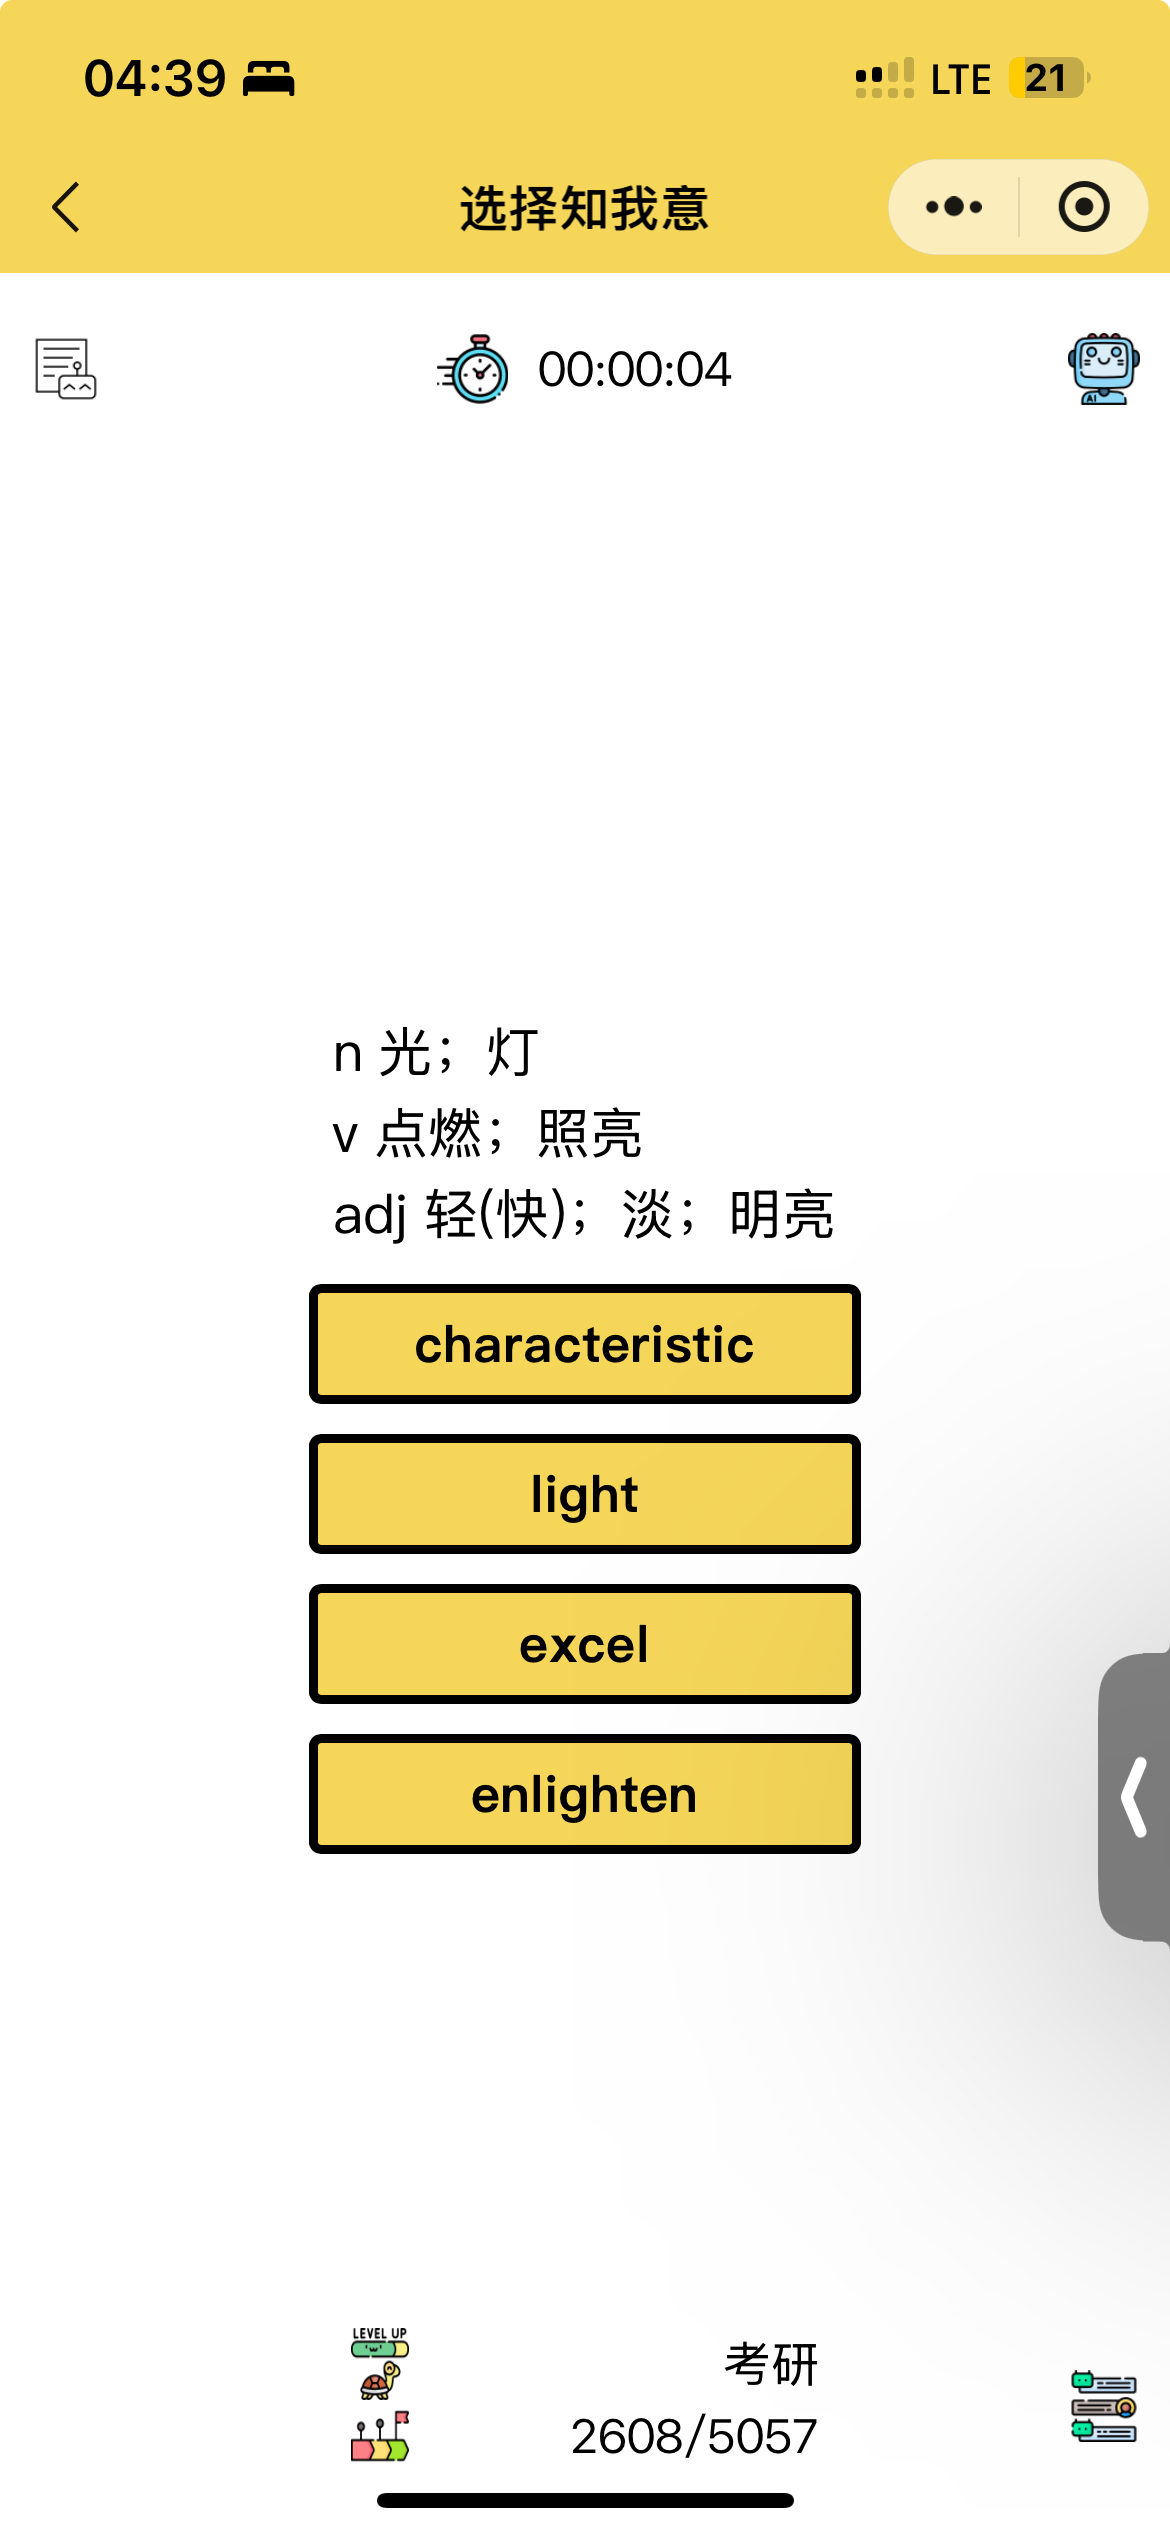 04:39
LTE 21
选择知我意
00:00:04
AI
n 光；灯
v 点燃；照亮
adj 轻(快)；淡；明亮
characteristic
light
excel
enlighten
LEVEL UP
考研
2608/5057